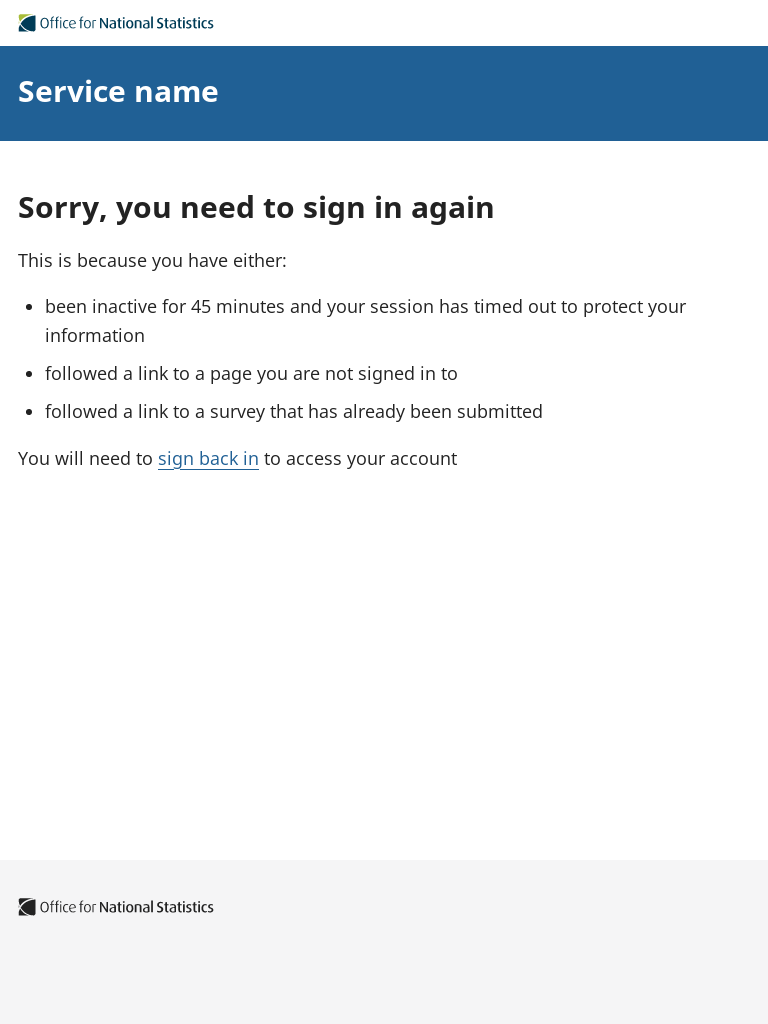 Office for National Statistics
Service name
Sorry, you need to sign in again
This is because you have either:
been inactive for 45 minutes and your session has timed out to protect your
information
followed a link to a page you are not signed in to
followed a link to a survey that has already been submitted
You will need to sign back in to access your account
Office for National Statistics